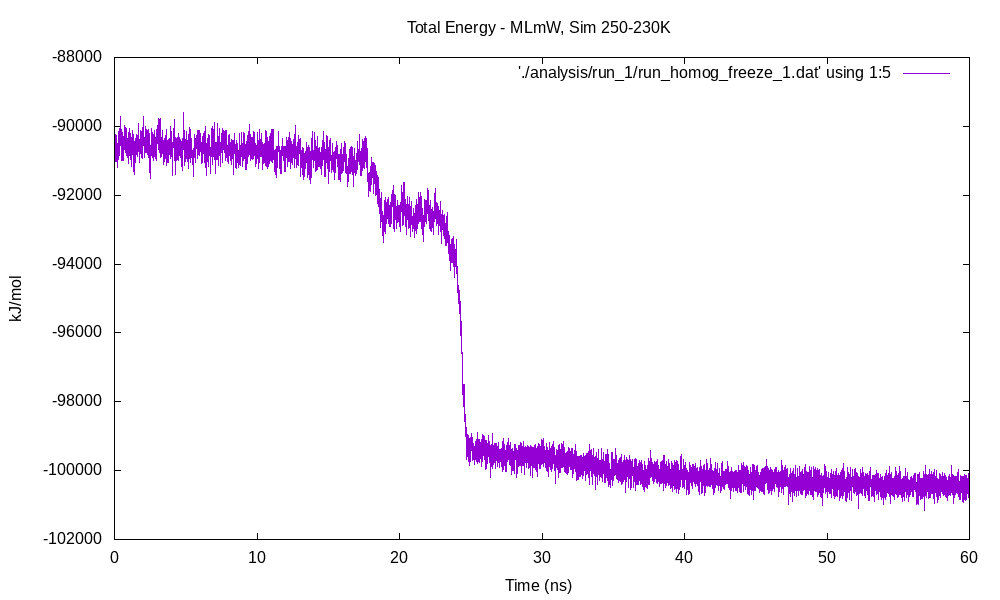 Total Energy - MLmW, Sim 250-230K
'./analysis/run_1/run_homog_freeze_1.dat' using 1:5
kJ/mol
-88000
-90000
-92000
-94000
-96000
-98000
-100000
-102000
0 10 20 30 40 50 60
Time (ns)